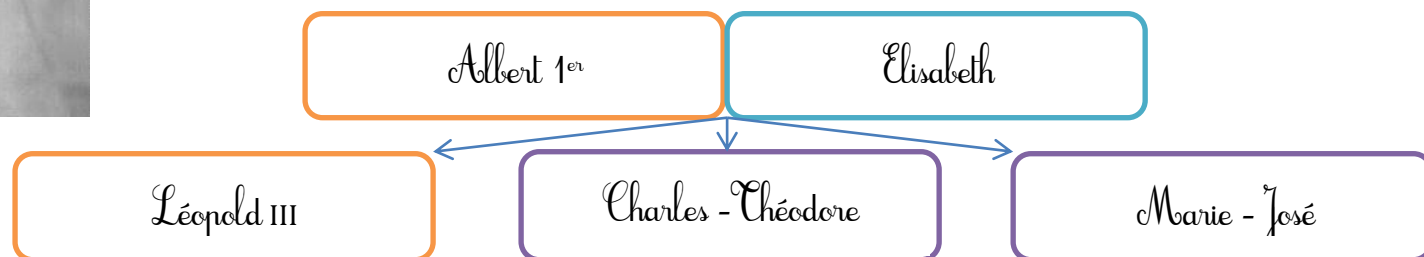 Albert 1er
Elisabeth
Léopold III
Charles - Théodore
Marie - José